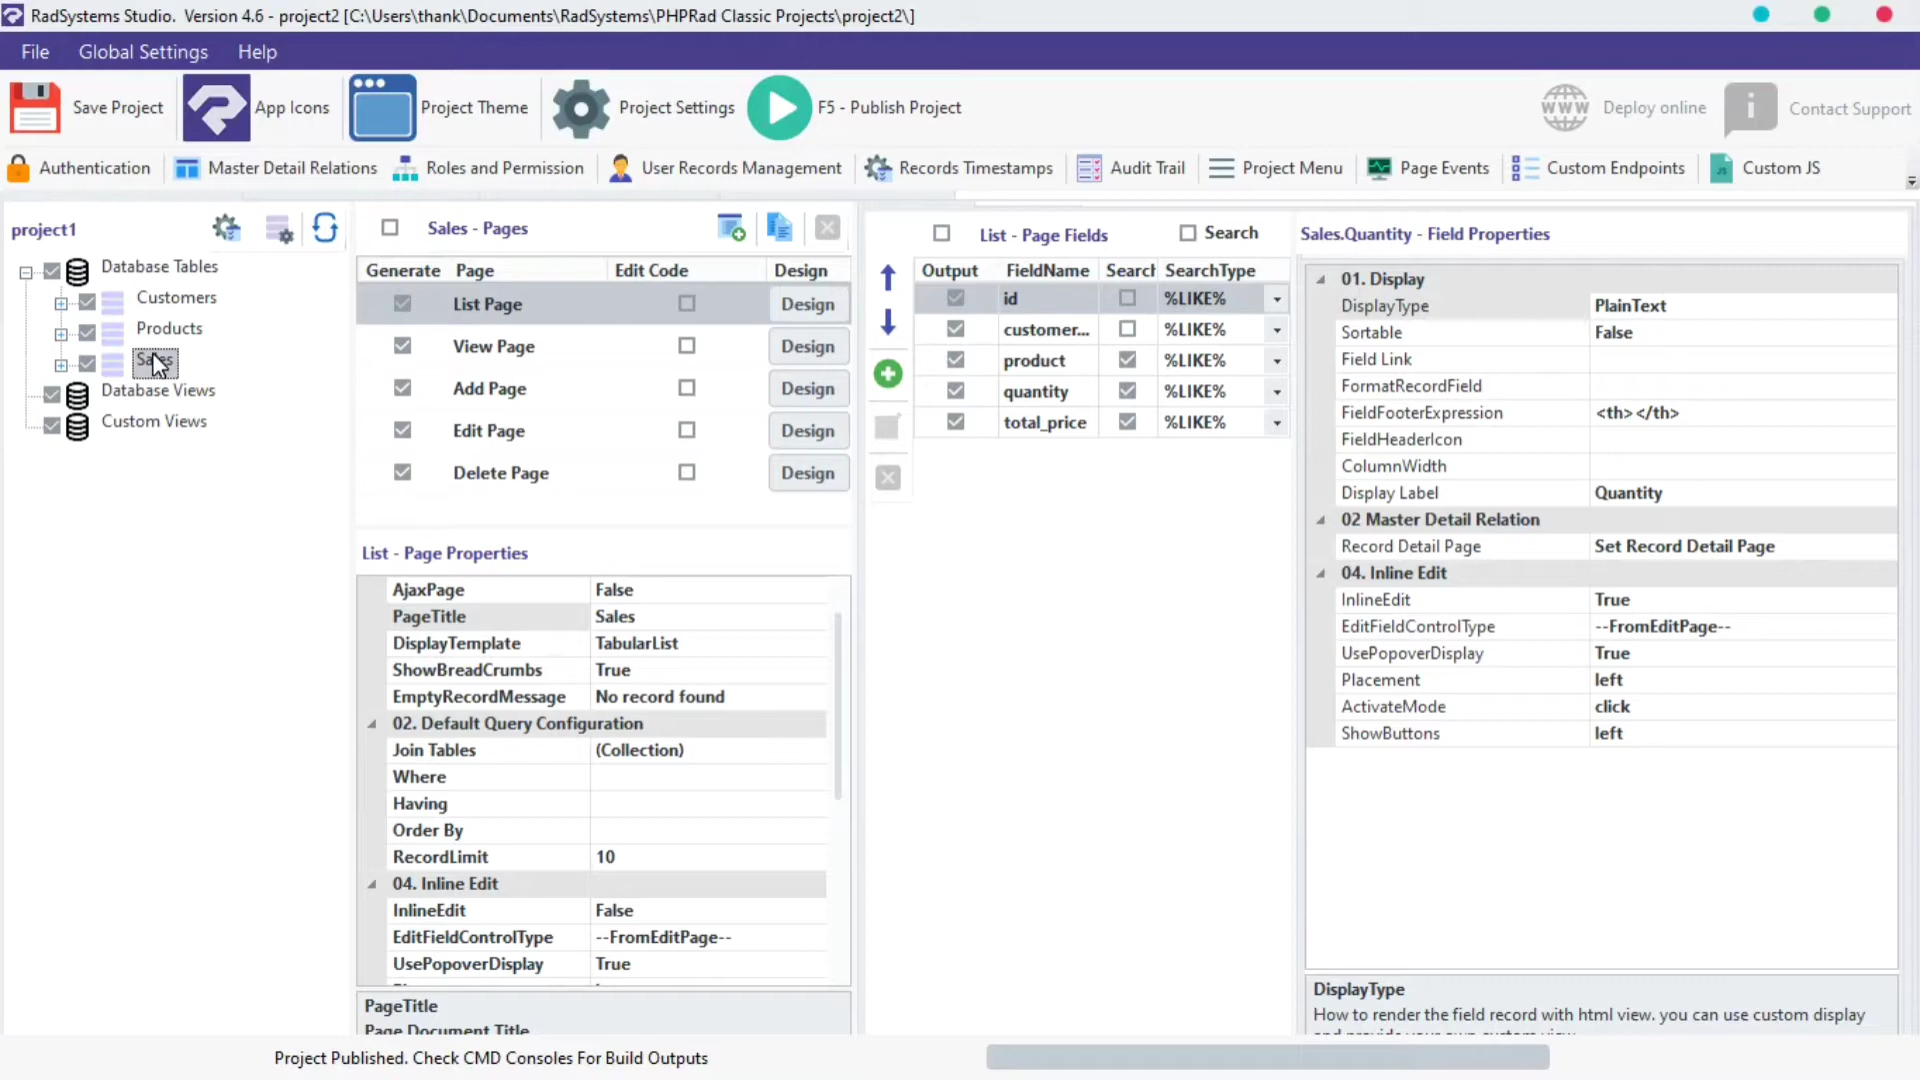 RadSystems Studio. Version 4.6 - project2 [C:\Users\thank\Documents\RadSystems\PHPRad Classic Projects\project2\]
File Global Settings Help
Save Project App Icons Project Theme Project Settings F5 - Publish Project WWW Deploy online Contact Support
Authentication Master Detail Relations Roles and Permission User Records Management Records Timestamps Audit Trail Project Menu Page Events Custom Endpoints Custom JS
project1
Database Tables
Customers
Products
Sales
Database Views
Custom Views
Sales - Pages
Generate Page Edit Code Design
List Page Design
View Page Design
Add Page Design
Edit Page Design
Delete Page Design
List - Page Properties
AjaxPage False
PageTitle Sales
DisplayTemplate TabularList
ShowBreadCrumbs True
EmptyRecordMessage No record found
02. Default Query Configuration
Join Tables (Collection)
Where
Having
Order By
RecordLimit 10
04. Inline Edit
InlineEdit False
EditFieldControlType --FromEditPage--
UsePopoverDisplay True
PageTitle
Page Document Title
List - Page Fields Search
Output FieldName Search SearchType
id %LIKE%
customer... %LIKE%
product %LIKE%
quantity %LIKE%
total_price %LIKE%
Sales.Quantity - Field Properties
01. Display
DisplayType PlainText
Sortable False
Field Link
FormatRecordField
FieldFooterExpression <th></th>
FieldHeaderIcon
ColumnWidth
Display Label Quantity
02 Master Detail Relation
Record Detail Page Set Record Detail Page
04. Inline Edit
InlineEdit True
EditFieldControlType --FromEditPage--
UsePopoverDisplay True
Placement left
ActivateMode click
ShowButtons left
DisplayType
How to render the field record with html view. you can use custom display
Project Published. Check CMD Consoles For Build Outputs